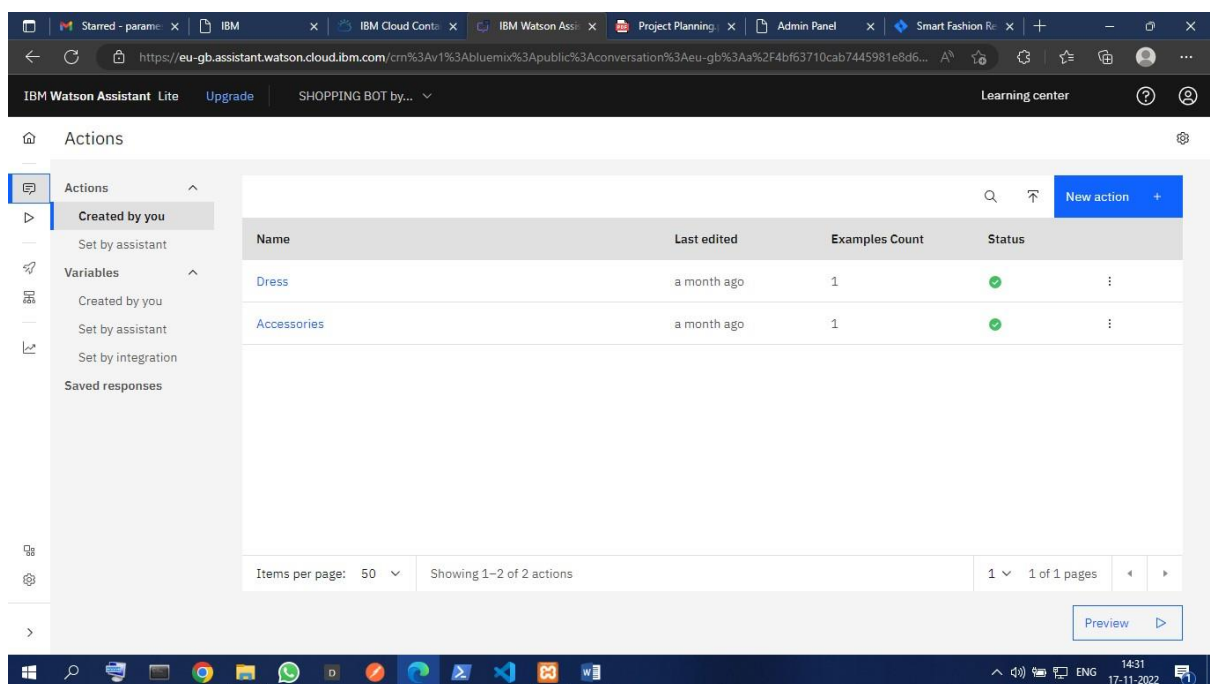 Starred - parame
IBM
IBM Cloud Conta
IBM Watson Assi
Project Planning.
Admin Panel
Smart Fashion Re
https://eu-gb.assistant.watson.cloud.ibm.com/crn%3Av1%3Abluemix%3Apublic%3Aconversation%3Aeu-gb%3Aa%2F4bf63710cab7445981e8d6...
IBM Watson Assistant Lite Upgrade SHOPPING BOT by... Learning center
Actions
Actions
Created by you
Set by assistant
Variables
Created by you
Set by assistant
Set by integration
Saved responses
New action +
Name Last edited Examples Count Status
Dress a month ago 1
Accessories a month ago 1
Items per page: 50 Showing 1–2 of 2 actions 1 1 of 1 pages
Preview
ENG 14:31
17-11-2022